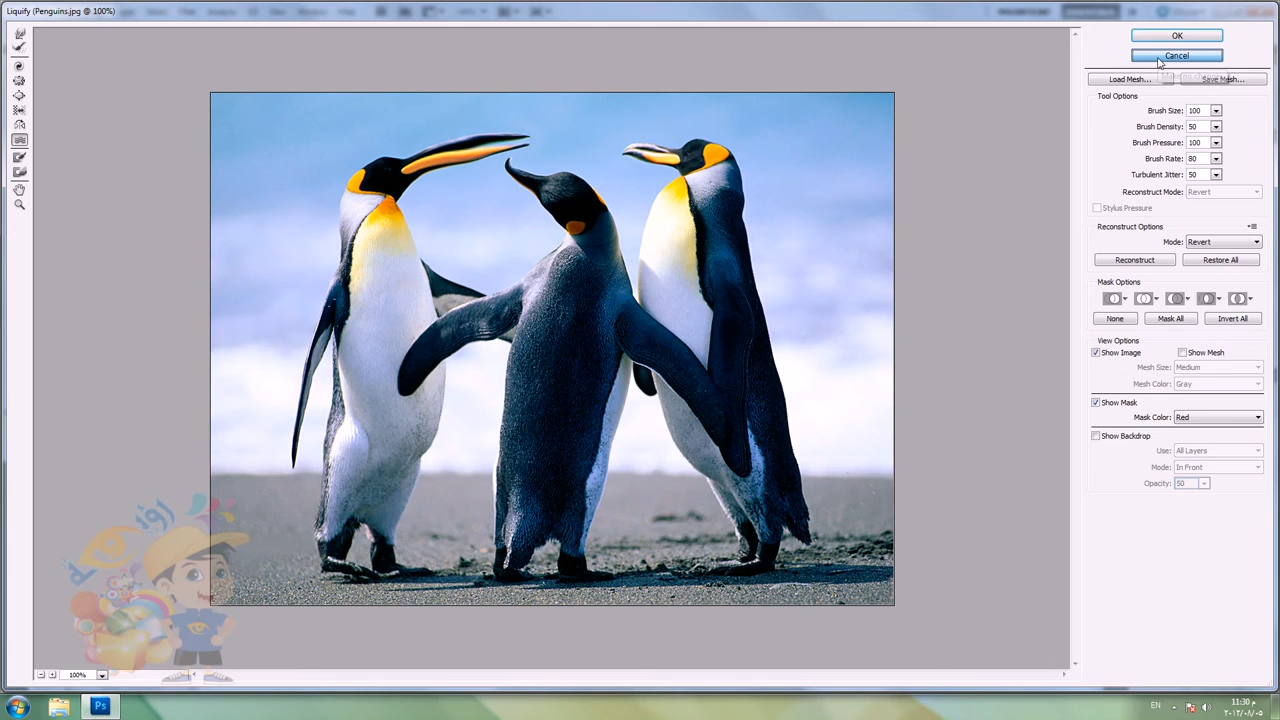 Liquify (Penguins.jpg @ 100%)
OK
Cancel
Load Mesh...
Save Mesh...
Tool Options
Brush Size: 100
Brush Density: 50
Brush Pressure: 100
Brush Rate: 80
Turbulent Jitter: 50
Reconstruct Mode: Revert
Stylus Pressure
Reconstruct Options
Mode: Revert
Reconstruct
Restore All
Mask Options
None
Mask All
Invert All
View Options
Show Image
Show Mesh
Mesh Size: Medium
Mesh Color: Gray
Show Mask
Mask Color: Red
Show Backdrop
Use: All Layers
Mode: In Front
Opacity: 50
100%
Ps
EN
11:30 م
٢٠١٣/٠٨/٠٥